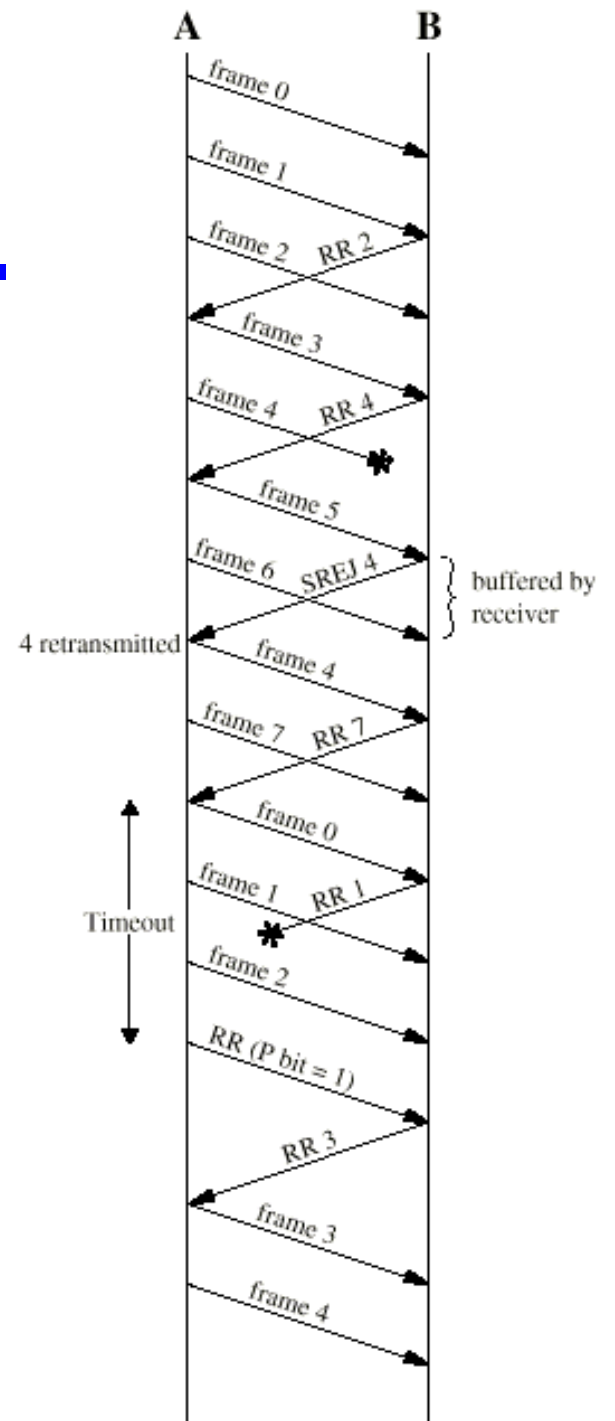 A B
frame 0
frame 1
frame 2
RR 2
frame 3
frame 4
RR 4
frame 5
frame 6
SREJ 4
buffered by
receiver
4 retransmitted
frame 4
frame 7
RR 7
frame 0
frame 1
RR 1
Timeout
frame 2
RR (P bit = 1)
RR 3
frame 3
frame 4